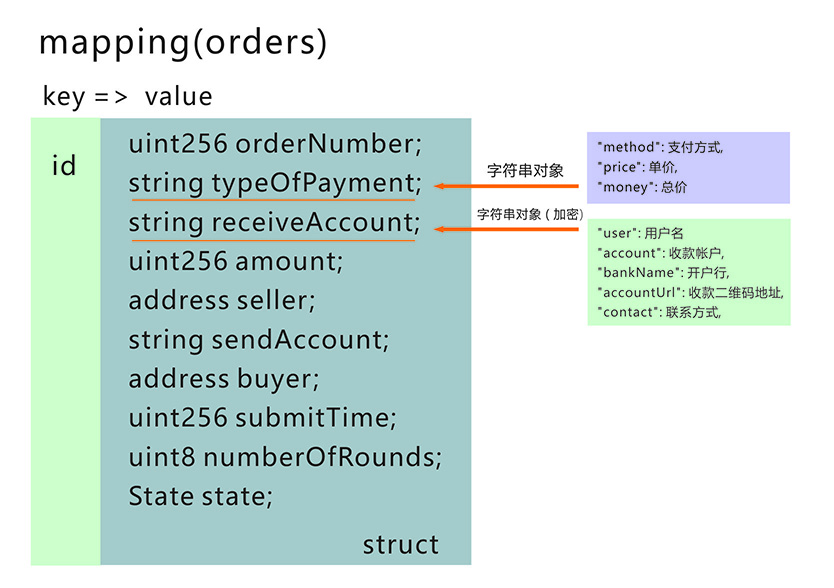 mapping(orders)
key => value
id
uint256 orderNumber;
string typeOfPayment;
string receiveAccount;
uint256 amount;
address seller;
string sendAccount;
address buyer;
uint256 submitTime;
uint8 numberOfRounds;
State state;
struct
字符串对象
"method": 支付方式,
"price": 单价,
"money": 总价
字符串对象 ( 加密)
"user": 用户名
"account": 收款帐户,
"bankName": 开户行,
"accountUrl": 收款二维码地址,
"contact": 联系方式,